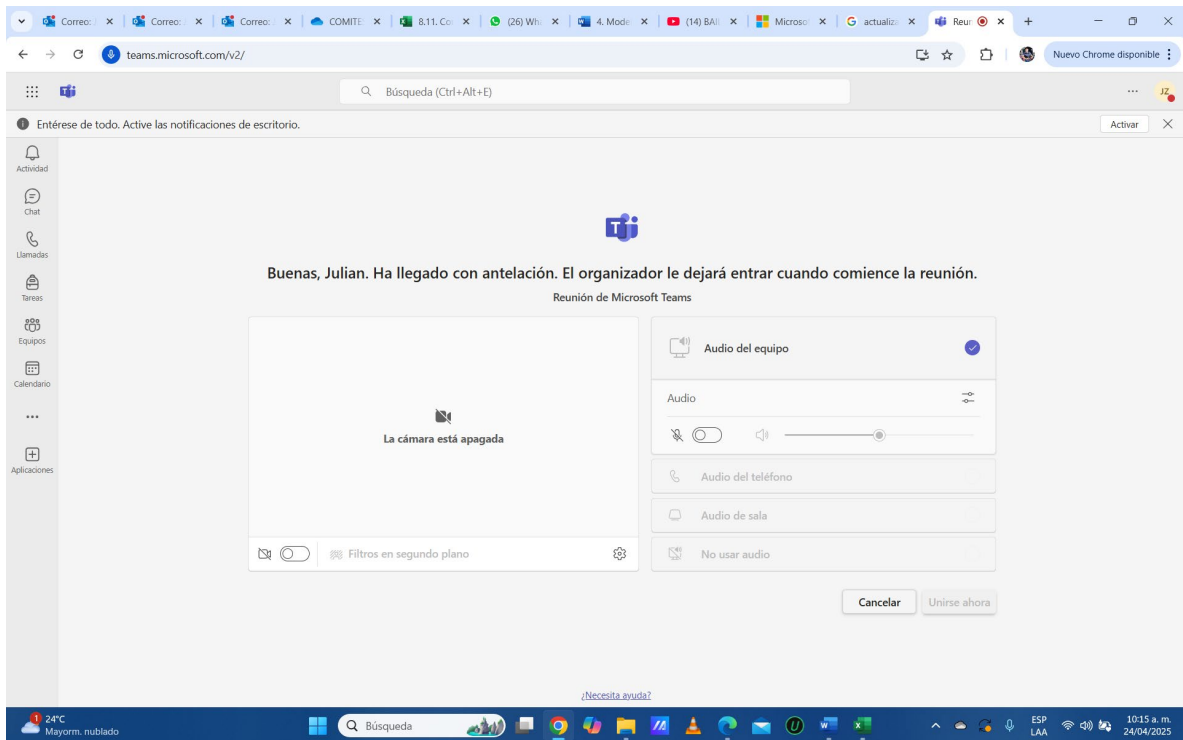 Correo: J
Correo: J
Correo: J
COMITE
8.11. Co
(26) Wh
4. Mode
(14) BA
Microso
actualiza
Reun
teams.microsoft.com/v2/
Nuevo Chrome disponible
Búsqueda (Ctrl+Alt+E)
JZ
Entérese de todo. Active las notificaciones de escritorio.
Activar
Actividad
Chat
Llamadas
Tareas
Equipos
Calendario
Aplicaciones
Buenas, Julian. Ha llegado con antelación. El organizador le dejará entrar cuando comience la reunión.
Reunión de Microsoft Teams
La cámara está apagada
Filtros en segundo plano
Audio del equipo
Audio
Audio del teléfono
Audio de sala
No usar audio
Cancelar
Unirse ahora
¿Necesita ayuda?
1
24°C
Mayorm. nublado
Búsqueda
ESP
LAA
10:15 a. m.
24/04/2025